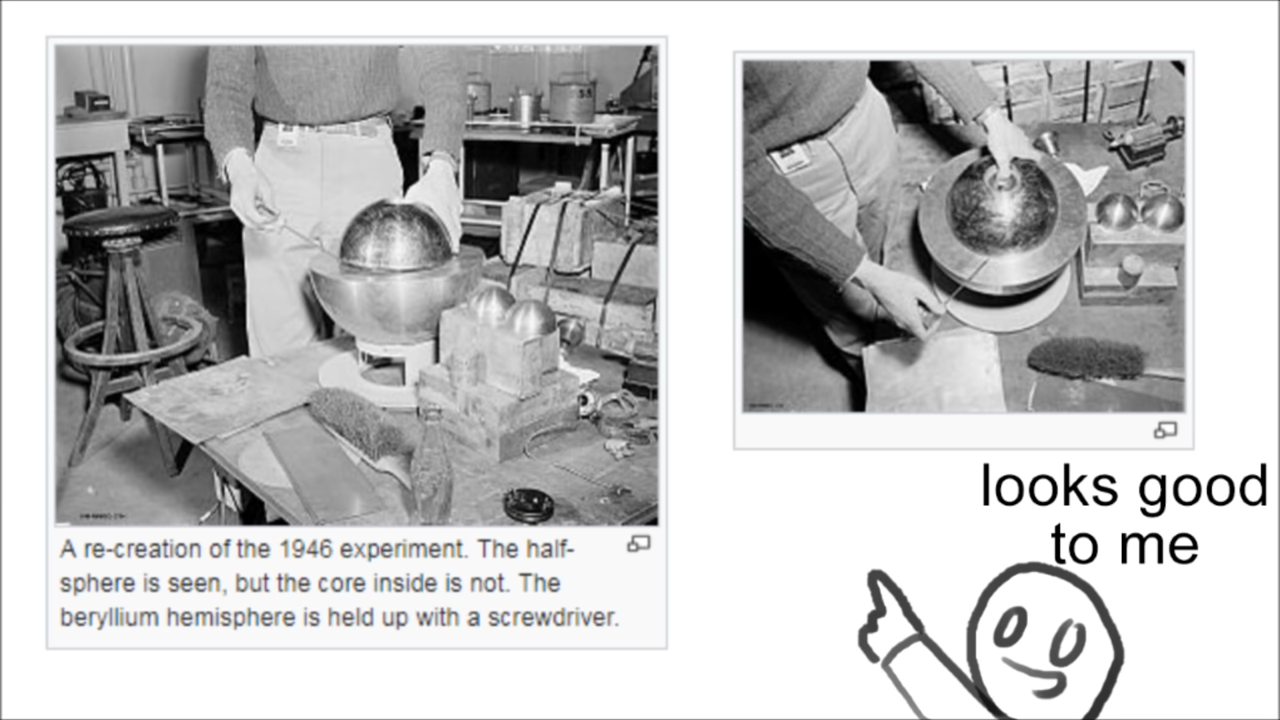 A re-creation of the 1946 experiment. The half-
sphere is seen, but the core inside is not. The
beryllium hemisphere is held up with a screwdriver.
looks good
to me